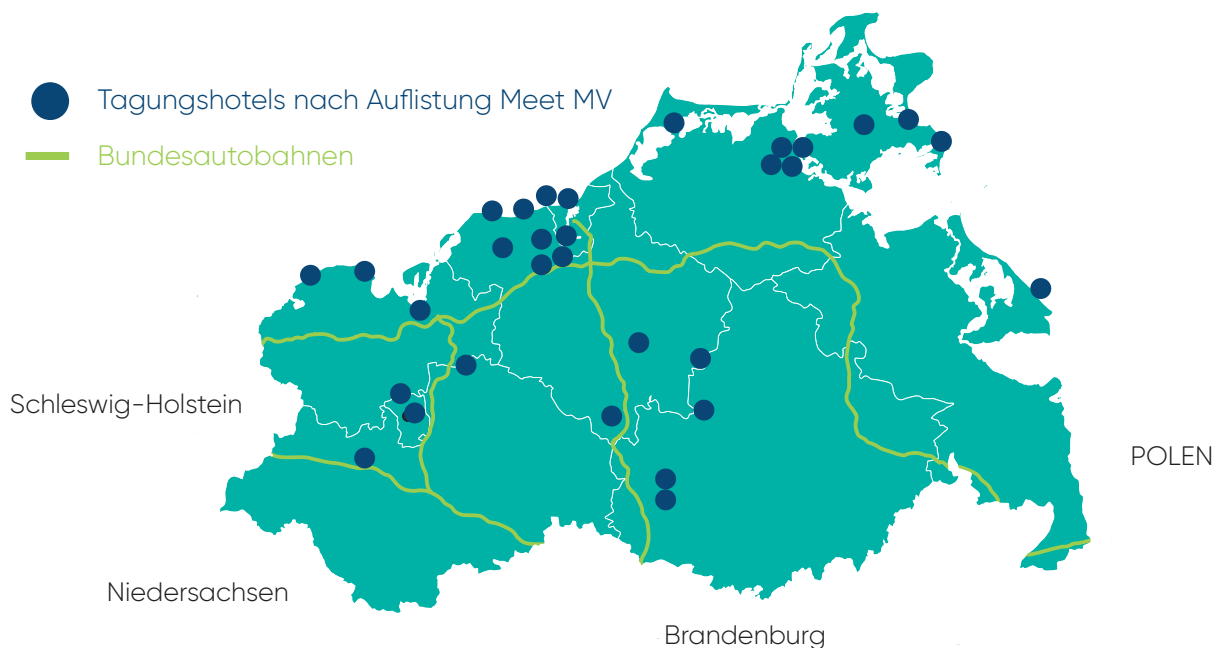 Tagungshotels nach Auflistung Meet MV
Bundesautobahnen
Schleswig-Holstein
POLEN
Niedersachsen
Brandenburg